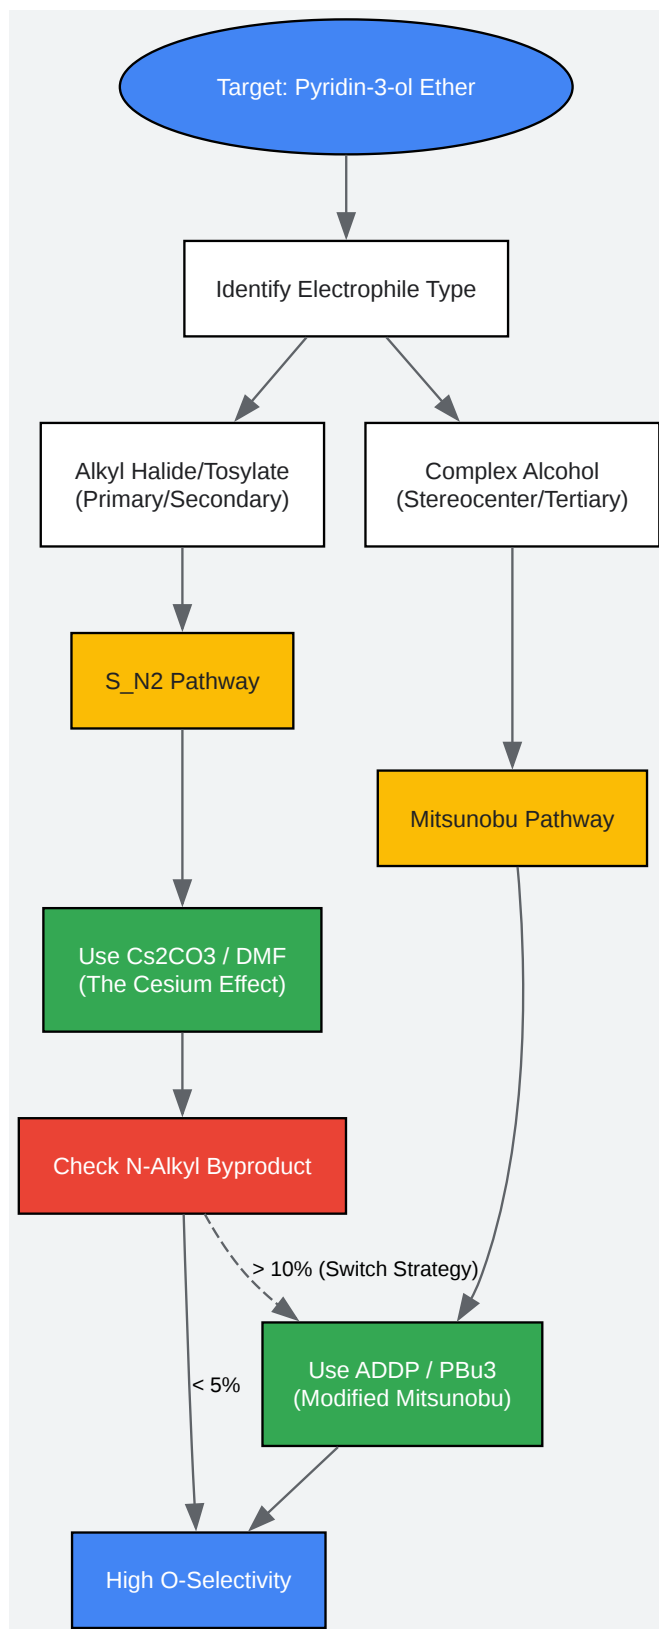 Target: Pyridin-3-ol Ether
Identify Electrophile Type
Alkyl Halide/Tosylate
(Primary/Secondary)
Complex Alcohol
(Stereocenter/Tertiary)
S_N2 Pathway
Mitsunobu Pathway
Use Cs2CO3 / DMF
(The Cesium Effect)
Check N-Alkyl Byproduct
> 10% (Switch Strategy)
Use ADDP / PBu3
(Modified Mitsunobu)
< 5%
High O-Selectivity